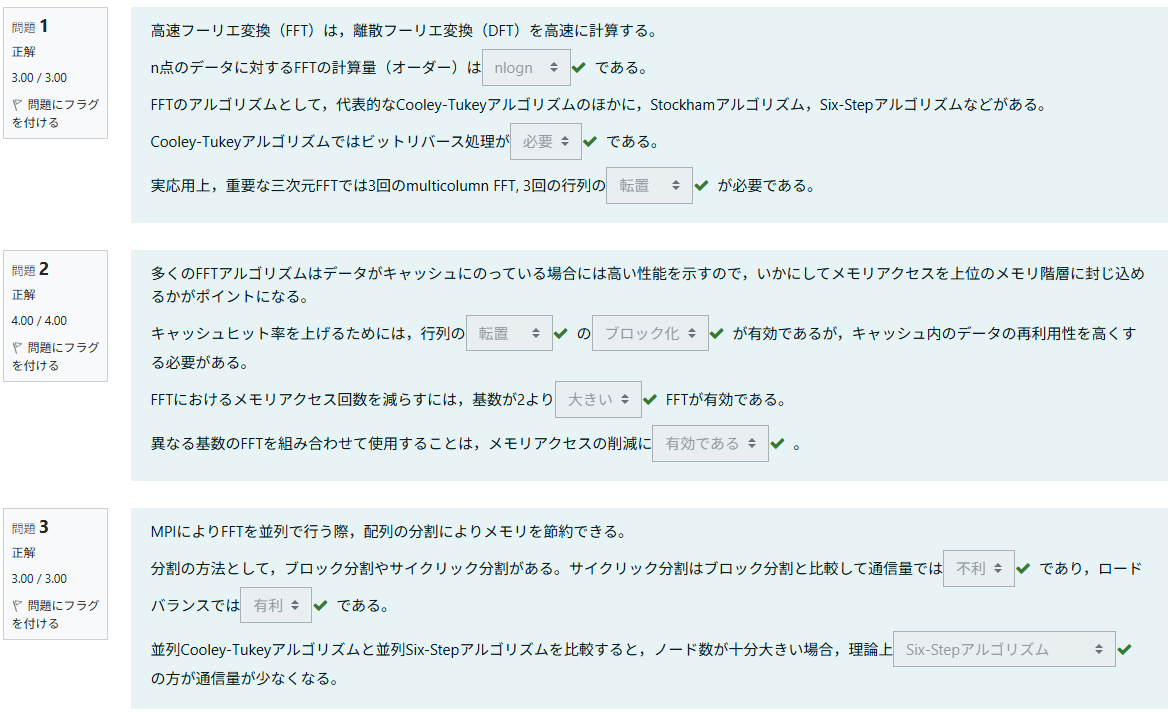 問題 1
正解
3.00 / 3.00
問題にフラグ
を付ける
高速フーリエ変換（FFT）は，離散フーリエ変換（DFT）を高速に計算する。
n点のデータに対するFFTの計算量（オーダー）は nlogn である。
FFTのアルゴリズムとして，代表的なCooley-Tukeyアルゴリズムのほかに，Stockhamアルゴリズム，Six-Stepアルゴリズムなどがある。
Cooley-Tukeyアルゴリズムではビットリバース処理が 必要 である。
実応用上，重要な三次元FFTでは3回のmulticolumn FFT, 3回の行列の 転置 が必要である。
問題 2
正解
4.00 / 4.00
問題にフラグ
を付ける
多くのFFTアルゴリズムはデータがキャッシュにのっている場合には高い性能を示すので，いかにしてメモリアクセスを上位のメモリ階層に封じ込め
るかがポイントになる。
キャッシュヒット率を上げるためには，行列の 転置 の ブロック化 が有効であるが，キャッシュ内のデータの再利用性を高くす
る必要がある。
FFTにおけるメモリアクセス回数を減らすには，基数が2より 大きい FFTが有効である。
異なる基数のFFTを組み合わせて使用することは，メモリアクセスの削減に 有効である 。
問題 3
正解
3.00 / 3.00
問題にフラグ
を付ける
MPIによりFFTを並列で行う際，配列の分割によりメモリを節約できる。
分割の方法として，ブロック分割やサイクリック分割がある。サイクリック分割はブロック分割と比較して通信量では 不利 であり，ロード
バランスでは 有利 である。
並列Cooley-Tukeyアルゴリズムと並列Six-Stepアルゴリズムを比較すると，ノード数が十分大きい場合，理論上 Six-Stepアルゴリズム
の方が通信量が少なくなる。